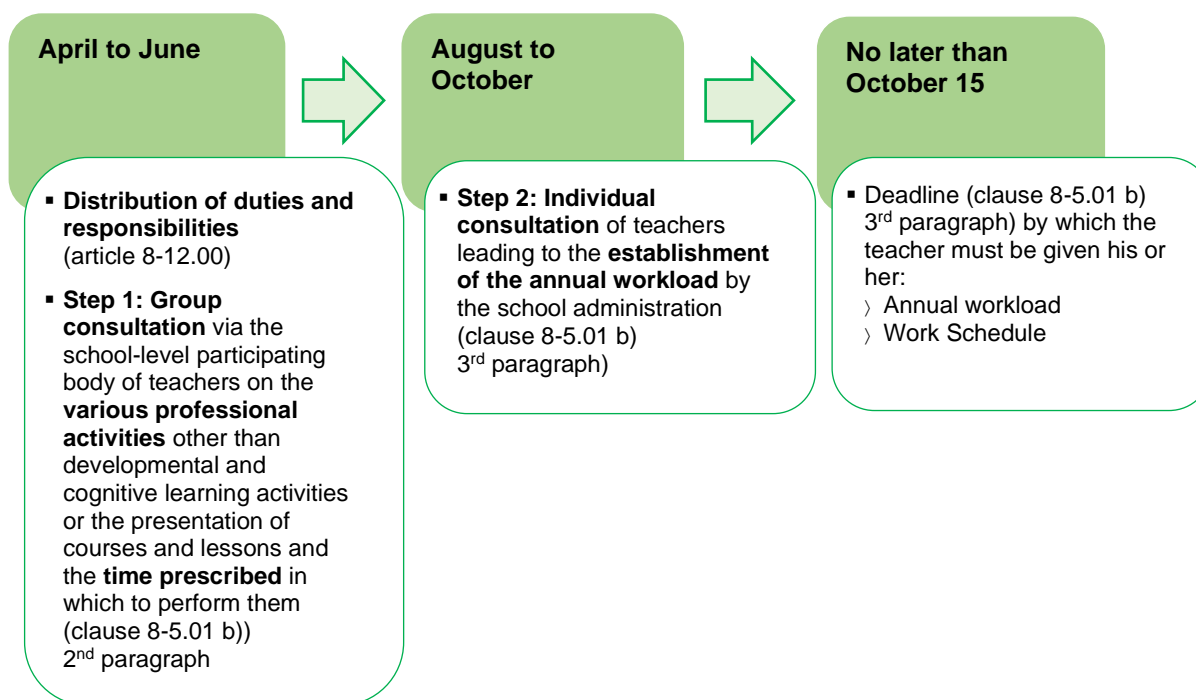 April to June
▪ Distribution of duties and
responsibilities
(article 8-12.00)
▪ Step 1: Group
consultation via the
school-level participating
body of teachers on the
various professional
activities other than
developmental and
cognitive learning activities
or the presentation of
courses and lessons and
the time prescribed in
which to perform them
(clause 8-5.01 b))
2nd paragraph
August to
October
▪ Step 2: Individual
consultation of teachers
leading to the establishment
of the annual workload by
the school administration
(clause 8-5.01 b)
3rd paragraph)
No later than
October 15
▪ Deadline (clause 8-5.01 b)
3rd paragraph) by which the
teacher must be given his or
her:
〉 Annual workload
〉 Work Schedule